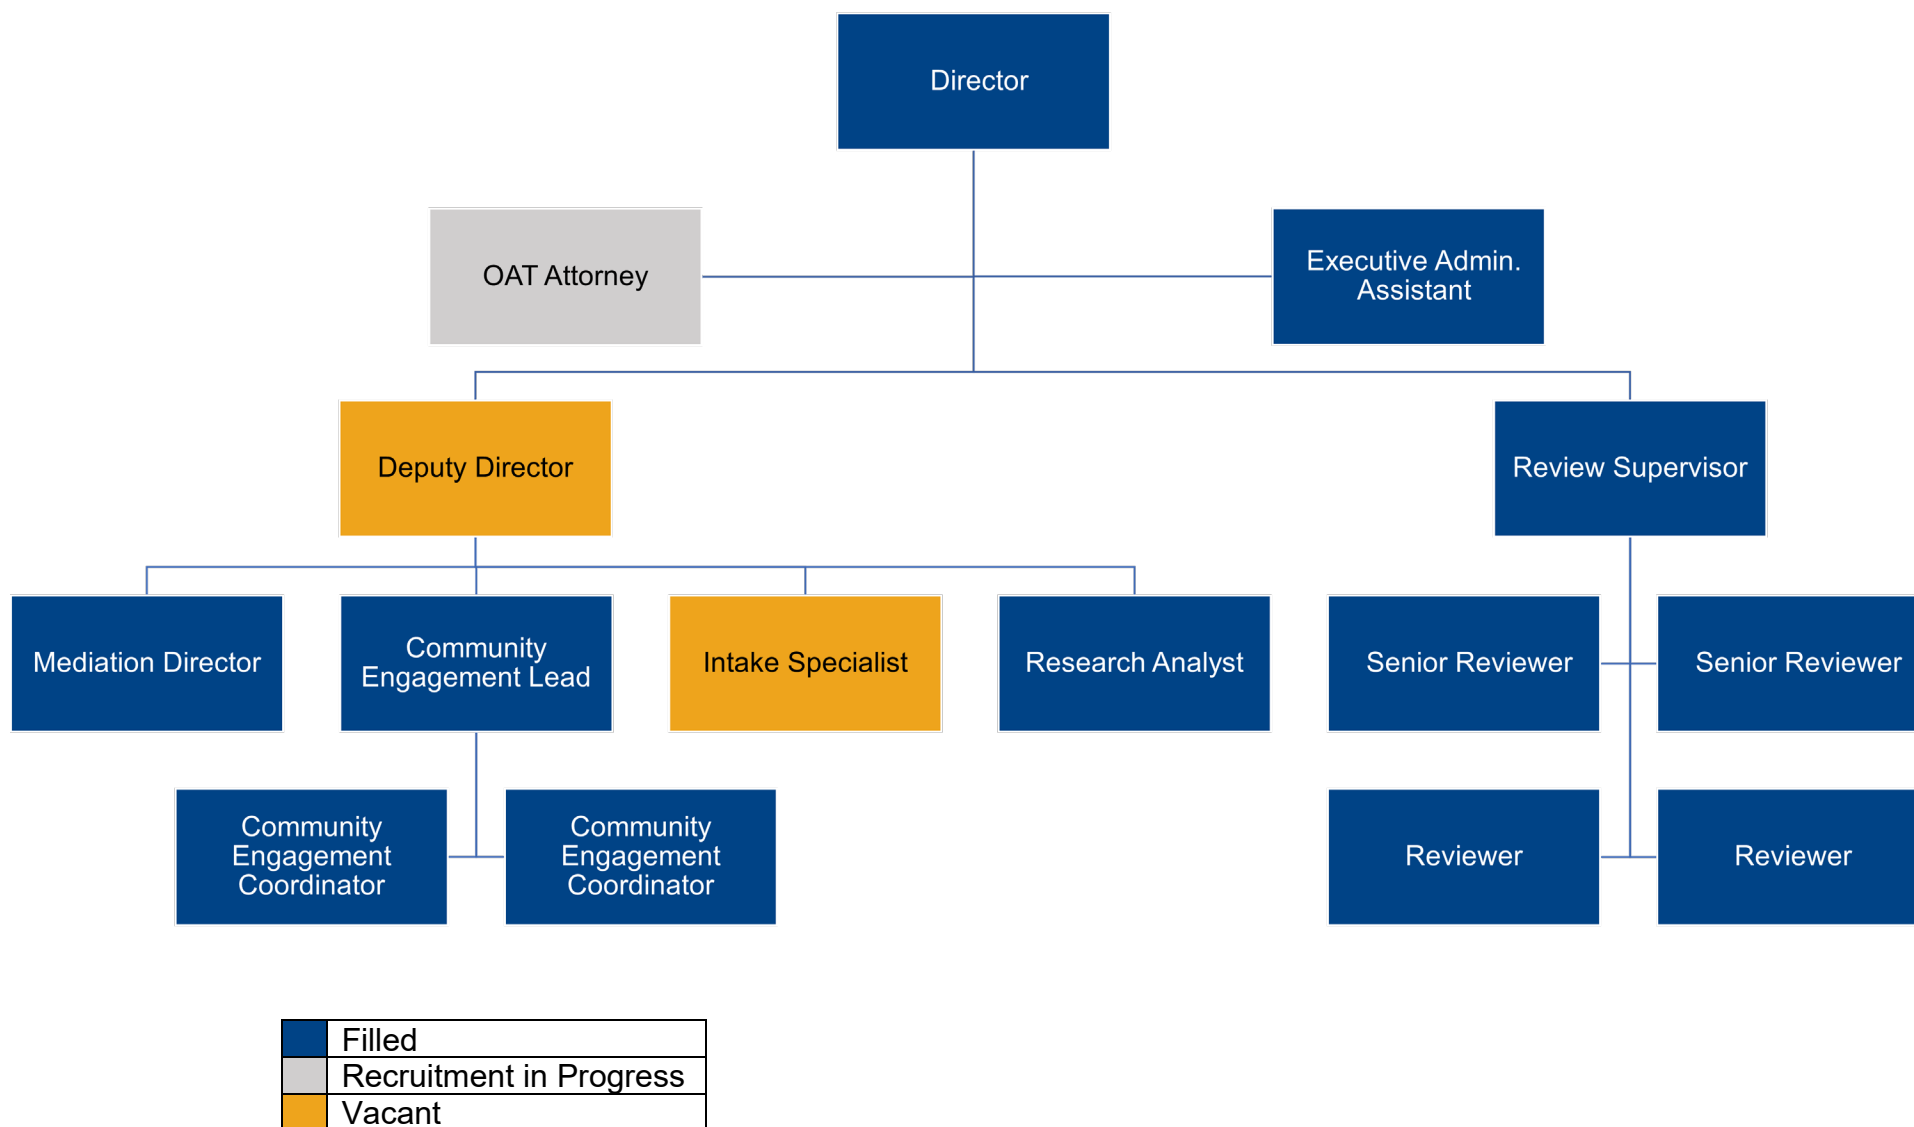 Director
OAT Attorney
Executive Admin.
Assistant
Deputy Director
Review Supervisor
Mediation Director
Community
Engagement Lead
Intake Specialist
Research Analyst
Senior Reviewer
Senior Reviewer
Community
Engagement
Coordinator
Community
Engagement
Coordinator
Reviewer
Reviewer
Filled
Recruitment in Progress
Vacant